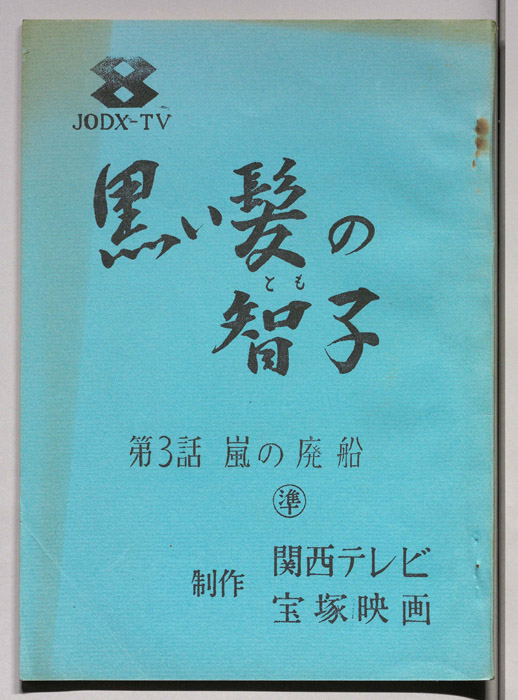 JODX-TV
黒い髪の
とも
智子
第3話 嵐の廃船
準
制作 関西テレビ
宝塚映画